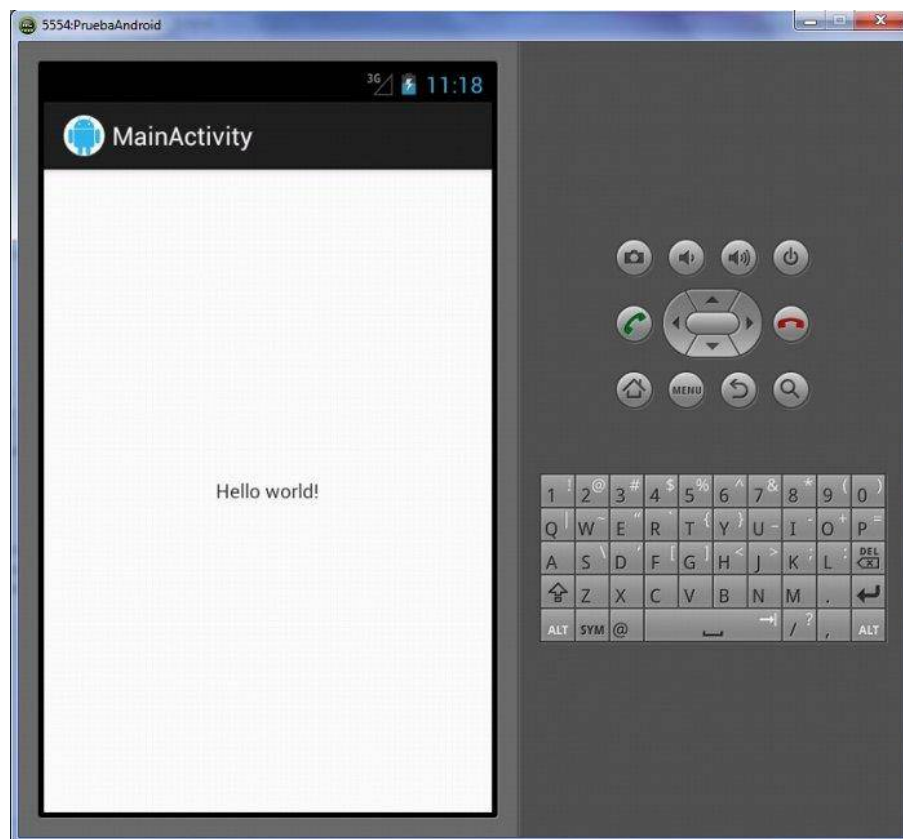 5554:PruebaAndroid
3G 11:18
MainActivity
Hello world!
MENU
1 ! 2 @ 3 # 4 $ 5 % 6 ^ 7 & 8 * 9 ( 0 )
Q | W ~ E " R ` T { Y } U _ I - O + P =
A S \ D ' F [ G ] H < J > K ; L : DEL
Z X C V B N M .
ALT SYM @ / ? , ALT